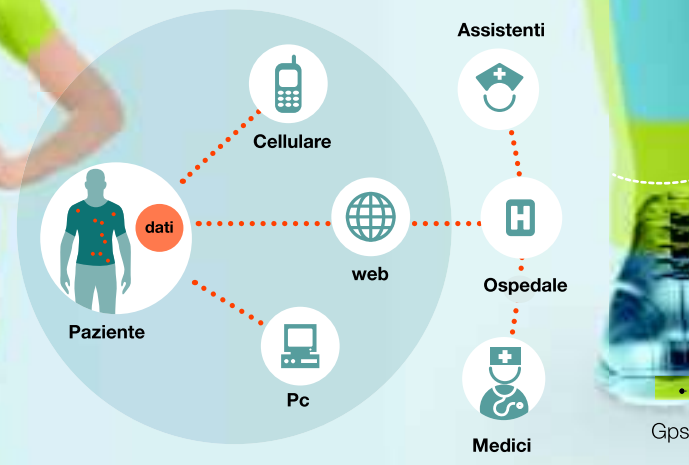 Assistenti
Cellulare
dati
H
web
Ospedale
Paziente
Pc
Medici
Gps